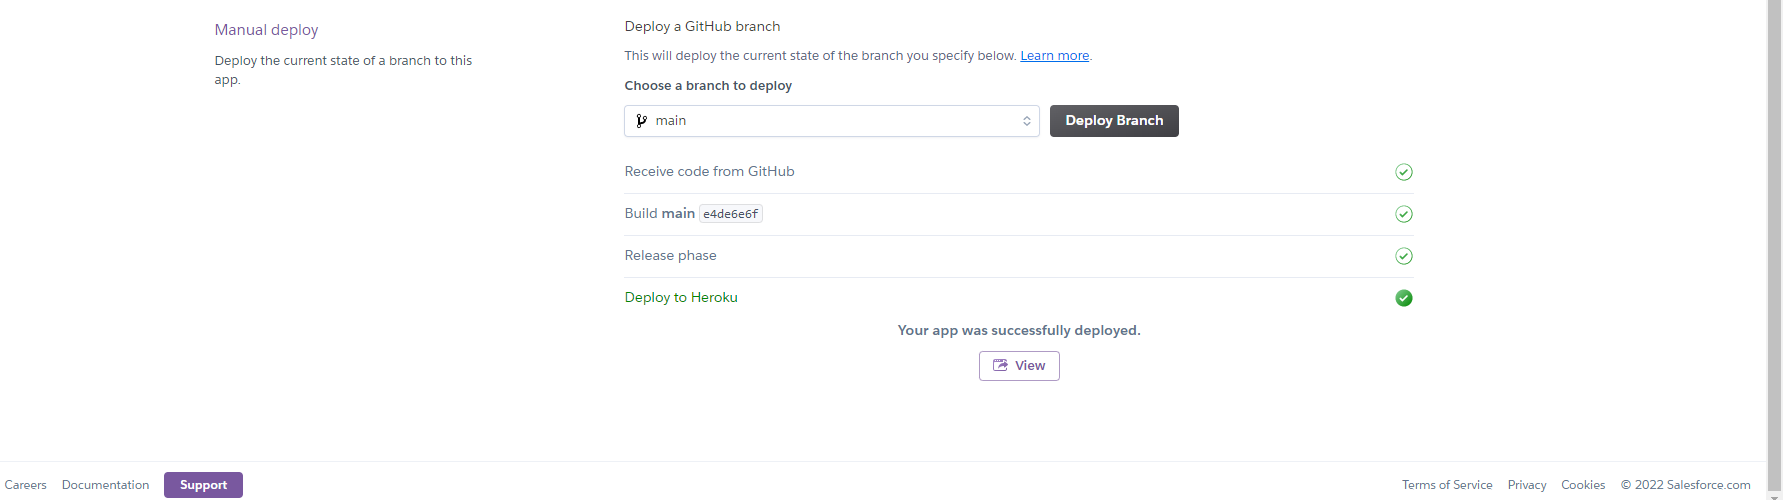 Manual deploy
Deploy the current state of a branch to this
app.
Deploy a GitHub branch
This will deploy the current state of the branch you specify below. Learn more.
Choose a branch to deploy
main
Deploy Branch
Receive code from GitHub
Build main e4de6e6f
Release phase
Deploy to Heroku
Your app was successfully deployed.
View
Careers Documentation Support Terms of Service Privacy Cookies © 2022 Salesforce.com